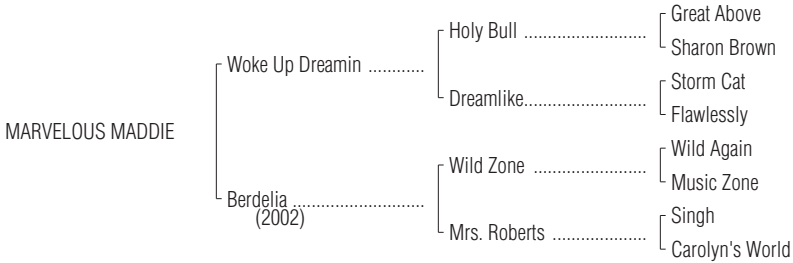 Great Above
Holy Bull ..........................
Sharon Brown
Woke Up Dreamin ............
Storm Cat
Dreamlike..........................
Flawlessly
MARVELOUS MADDIE
Wild Again
Wild Zone ........................
Music Zone
Berdelia ............................
(2002)
Singh
Mrs. Roberts ....................
Carolyn's World